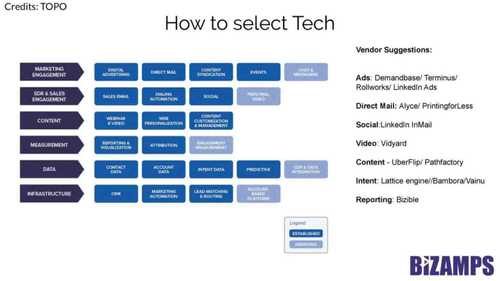 Credits: TOPO
How to select Tech
MARKETING
ENGAGEMENT
DIGITAL
ADVERTISING
DIRECT MAIL
CONTENT
SYNDICATION
EVENTS
SDR & SALES
ENGAGEMENT
SALES EMAIL
DIALING
AUTOMATION
SOCIAL
PERSONAL
VIDEO
CONTENT
WEBINAR
& VIDEO
WEB
PERSONALIZATION
CONTENT
CUSTOMIZATION
& MANAGEMENT
MEASUREMENT
REPORTING &
VISUALIZATION
ATTRIBUTION
ENGAGEMENT
MEASUREMENT
DATA
CONTACT
DATA
ACCOUNT
DATA
INTENT DATA
PREDICTIVE
CDP & DATA
INTEGRATION
INFRASTRUCTURE
CRM
MARKETING
AUTOMATION
LEAD MATCHING
& ROUTING
ACCOUNT
BASED
PLATFORM
Legend
ESTABLISHED
EMERGING
Vendor Suggestions:
Ads: Demandbase/ Terminus/
Rollworks/ LinkedIn Ads
Direct Mail: Alyce/ PrintingforLess
Social:LinkedIn InMail
Video: Vidyard
Content - UberFlip/ Pathfactory
Intent: Lattice engine//Bambora/Vainu
Reporting: Bizible
BIZAMPS